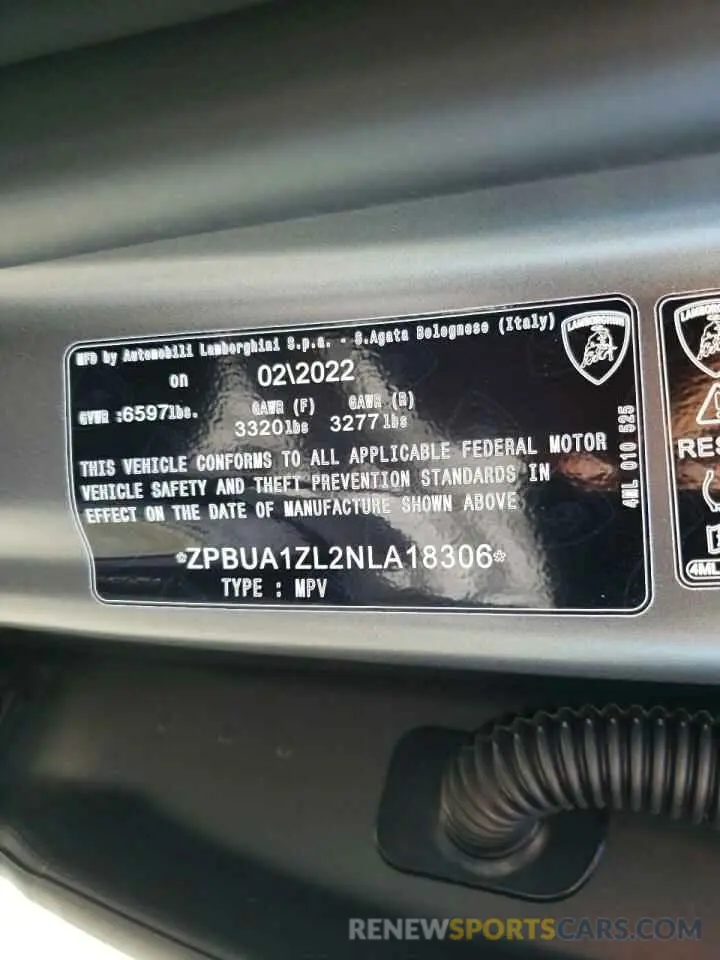 MFD by Automobili Lamborghini S.p.a. - S.Agata Bolognese (Italy)
on 02\2022
GVWR :6597lbs. GAWR (F) GAWR (R)
3320lbs 3277lbs
THIS VEHICLE CONFORMS TO ALL APPLICABLE FEDERAL MOTOR
VEHICLE SAFETY AND THEFT PREVENTION STANDARDS IN
EFFECT ON THE DATE OF MANUFACTURE SHOWN ABOVE
*ZPBUA1ZL2NLA18306*
TYPE : MPV
4ML 010 525
LAMBORGHINI
LAMBORGHINI
RES
4ML
RENEWSPORTSCARS.COM